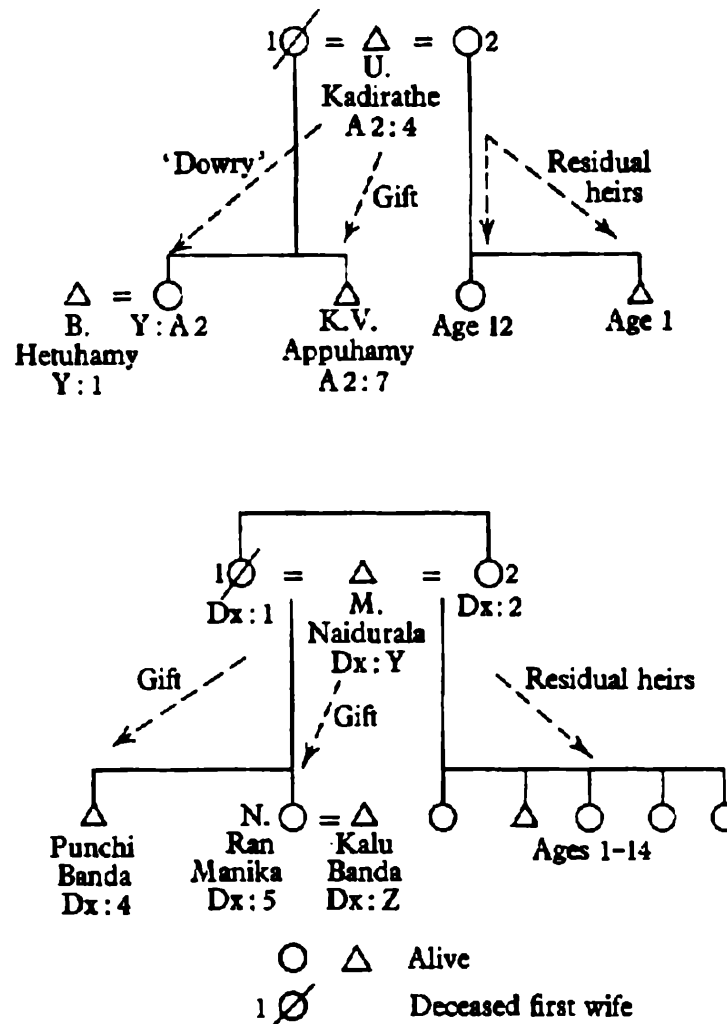 1 = = 2
U.
Kadirathe
A 2 : 4
'Dowry'
Gift
Residual
heirs
=
B.
Hetuhamy
Y : 1
Y : A 2
K.V.
Appuhamy
A 2 : 7
Age 12
Age 1
1 = = 2
Dx : 1
M.
Naidurala
Dx : Y
Dx : 2
Gift
Gift
Residual heirs
Punchi
Banda
Dx : 4
N. =
Ran
Manika
Dx : 5
Kalu
Banda
Dx : Z
Ages 1–14
Alive
1 Deceased first wife